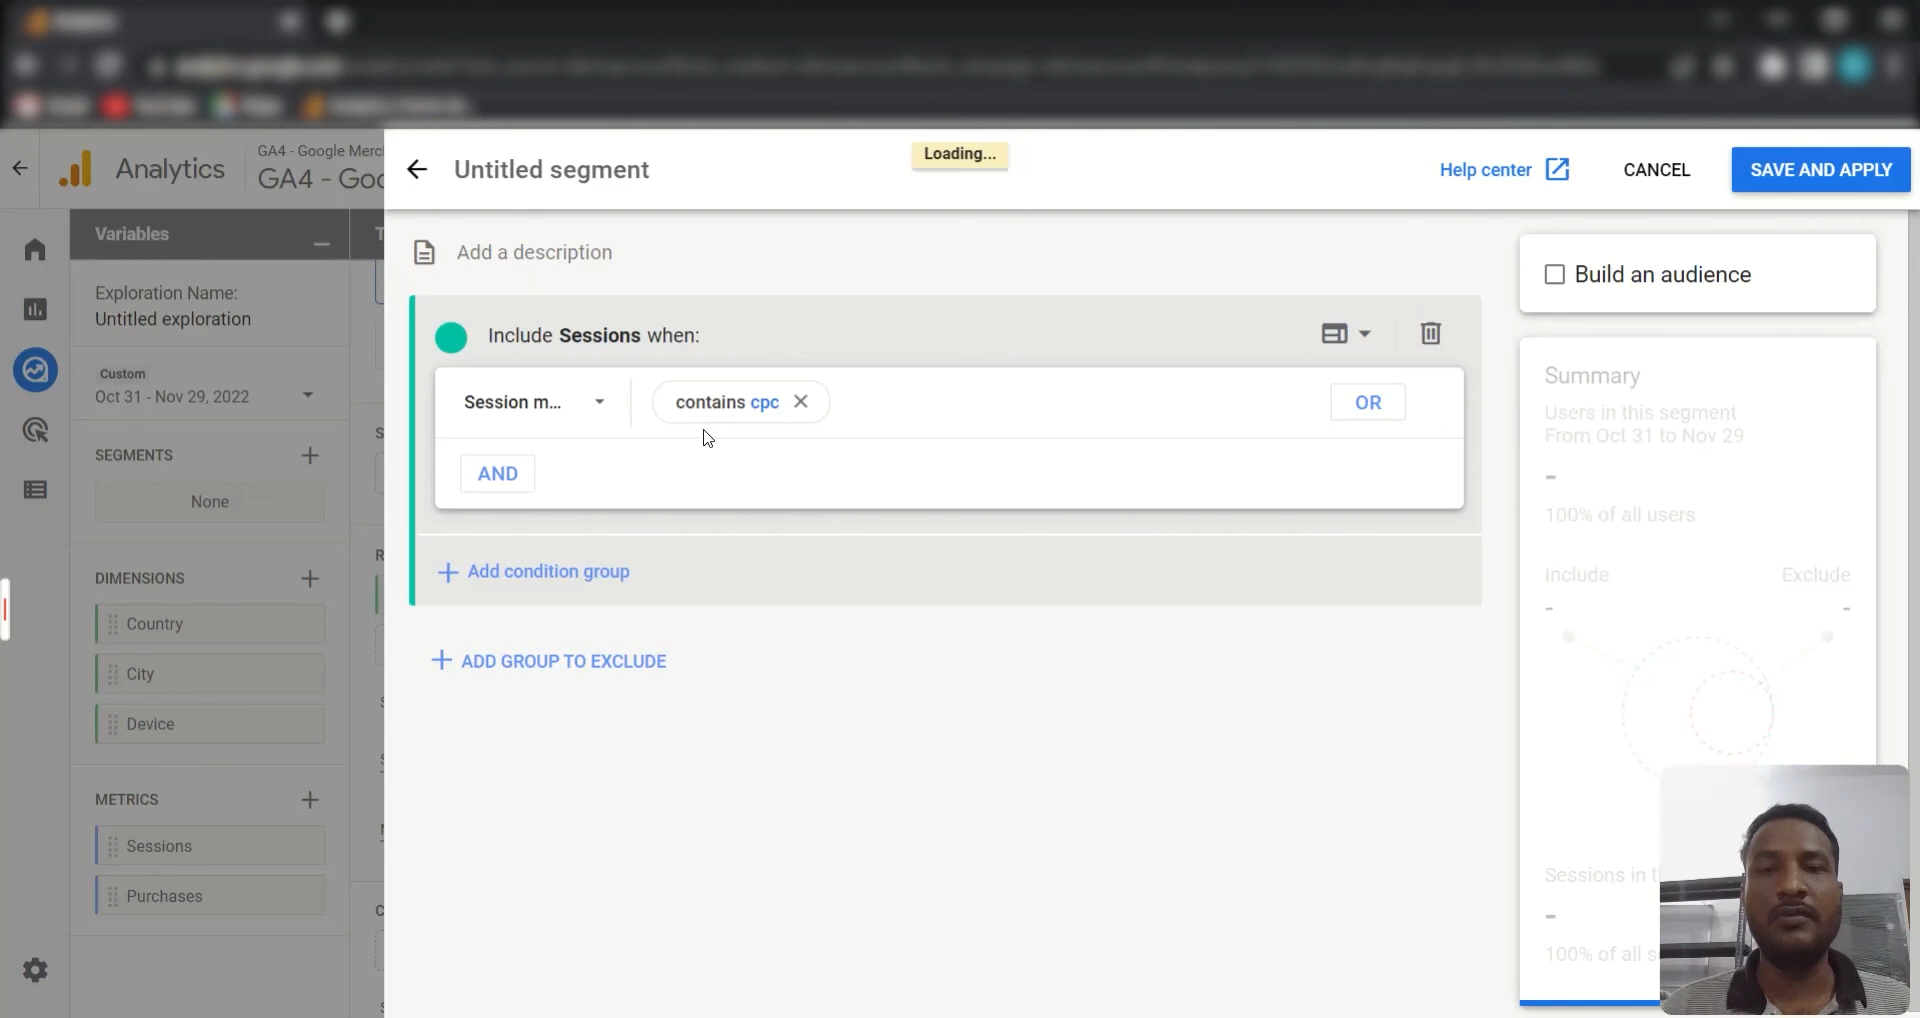 Analytics
GA4 - Google Merc
GA4 - Goo
Untitled segment
Loading...
Help center
CANCEL
SAVE AND APPLY
Variables
Exploration Name:
Untitled exploration
Custom
Oct 31 - Nov 29, 2022
SEGMENTS
None
DIMENSIONS
Country
City
Device
METRICS
Sessions
Purchases
Add a description
Include Sessions when:
Session m...
contains cpc
OR
AND
Add condition group
ADD GROUP TO EXCLUDE
Build an audience
Summary
Users in this segment
From Oct 31 to Nov 29
-
100% of all users
Include
Exclude
-
-
Sessions in
-
100% of all